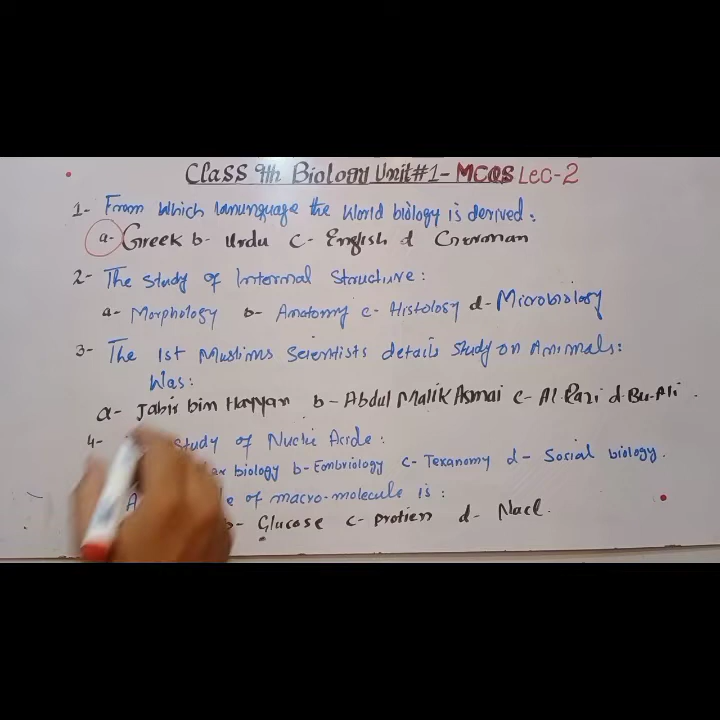 Class 9th Biology Unit#1- MCQS Lec-2
1- From Which lanunguage the World biology is derived:
a- Greek b- Urdu c- English d German
2- The Study of Internal Structure:
a- Morphology b- Anatomy c- Histology d- Microbiology
3- The 1st Muslims Scientists details study on Animals:
Was:
a- Jabir bin Hayyan b- Abdul Malik Asmai c- Al-Razi d- Bu-Ali
4- Study of Nuclic Acide:
biology b- Eombriology c- Texanomy d- Social biology.
of macro-molecule is:
b- Glucose c- protien d- Nacl.